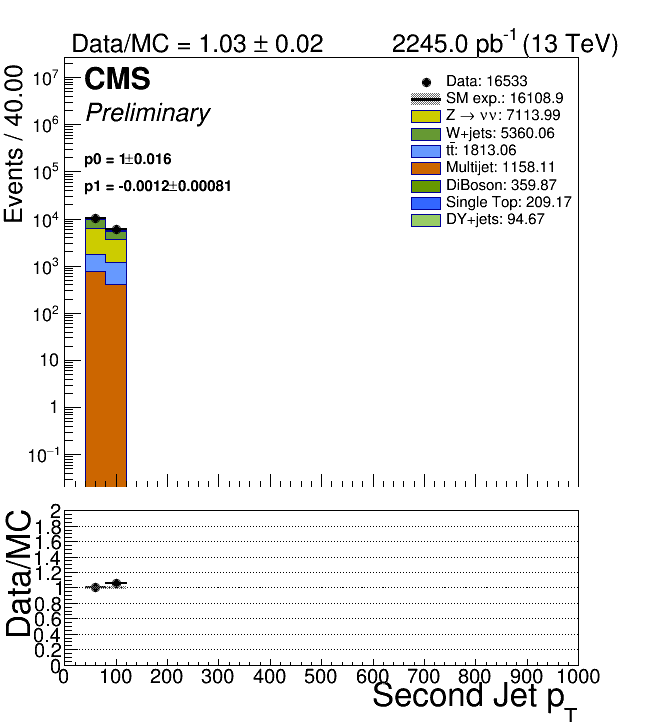 Data/MC = 1.03 ± 0.02 2245.0 pb⁻¹ (13 TeV)
Events / 40.00
CMS
Preliminary
p0 = 1±0.016
p1 = -0.0012±0.00081
Data: 16533
SM exp.: 16108.9
Z → νν: 7113.99
W+jets: 5360.06
tt̄: 1813.06
Multijet: 1158.11
DiBoson: 359.87
Single Top: 209.17
DY+jets: 94.67
10⁷
10⁶
10⁵
10⁴
10³
10²
10
1
10⁻¹
Data/MC
2
1.8
1.6
1.4
1.2
1
0.8
0.6
0.4
0.2
0
0 100 200 300 400 500 600 700 800 900 1000
Second Jet p_T